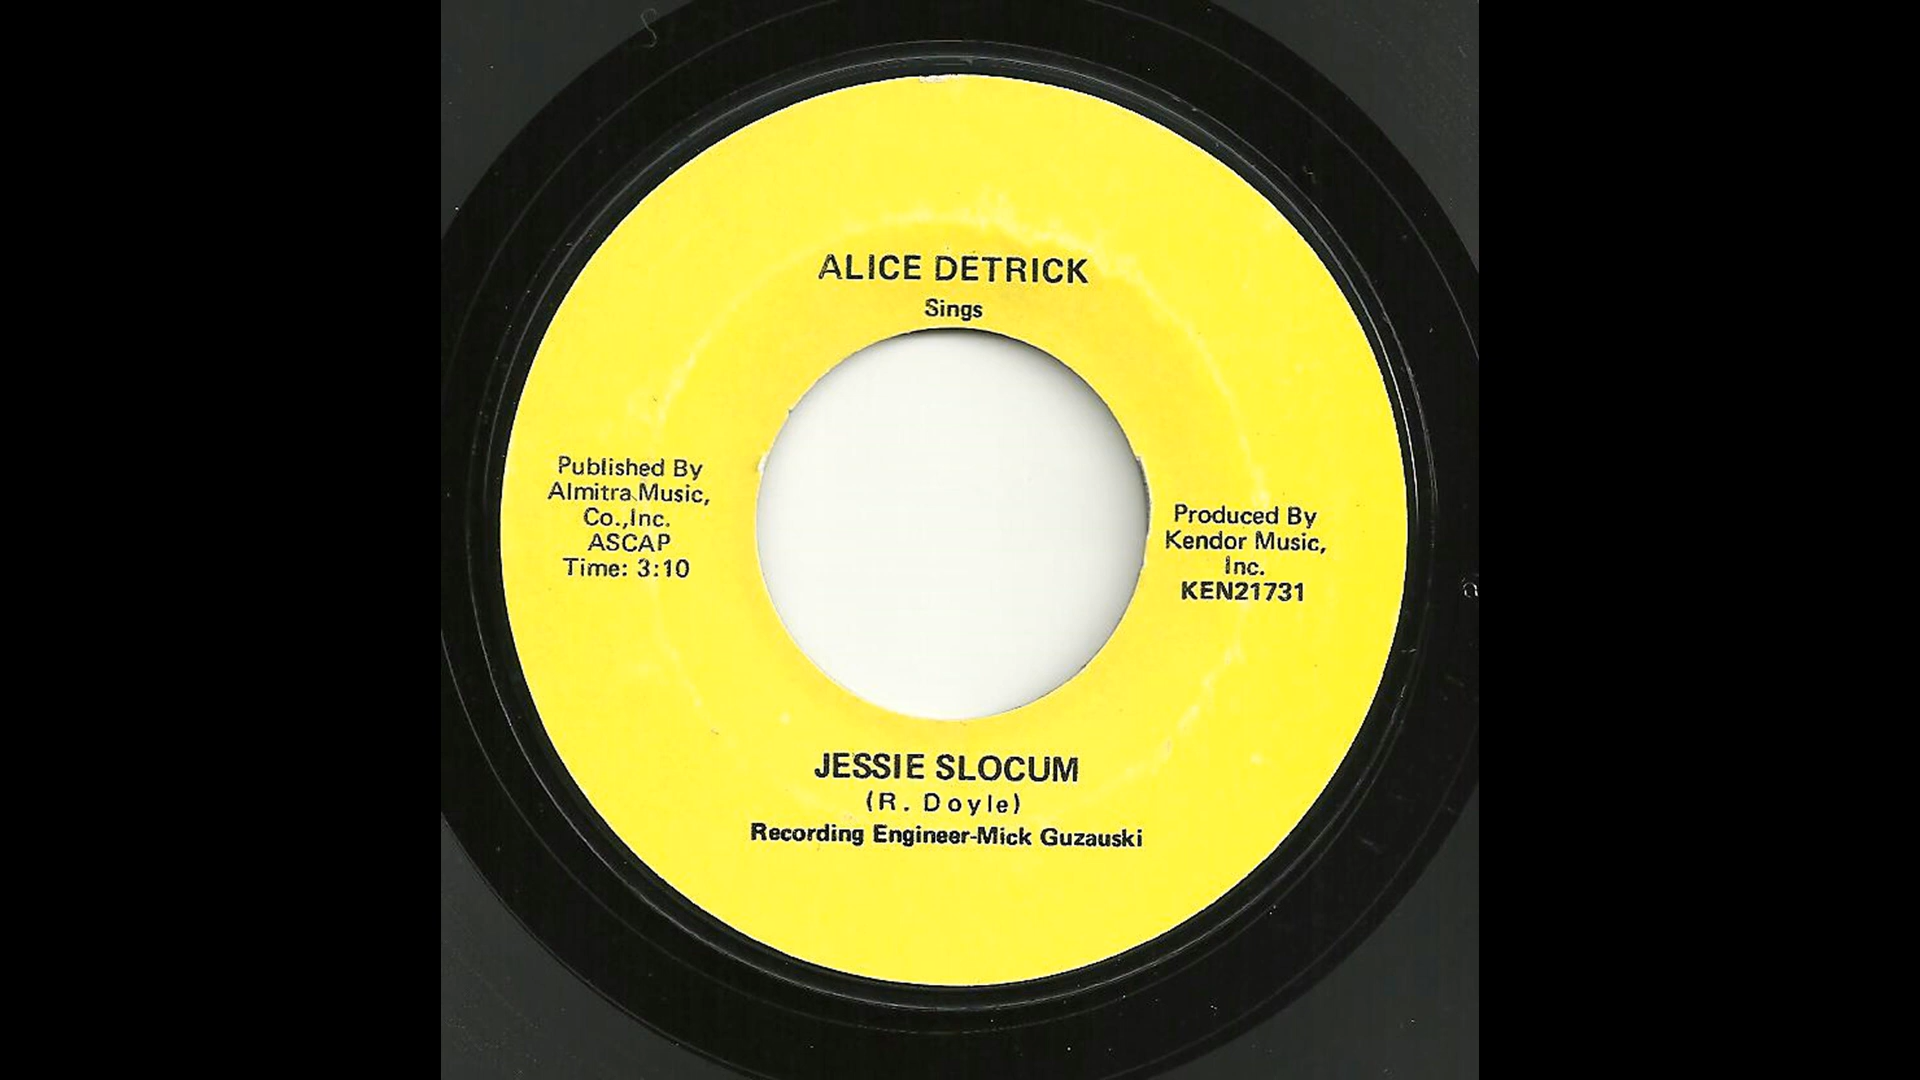 ALICE DETRICK
Sings
Published By
Almitra Music,
Co.,Inc.
ASCAP
Time: 3:10
Produced By
Kendor Music,
Inc.
KEN21731
JESSIE SLOCUM
(R. Doyle)
Recording Engineer-Mick Guzauski